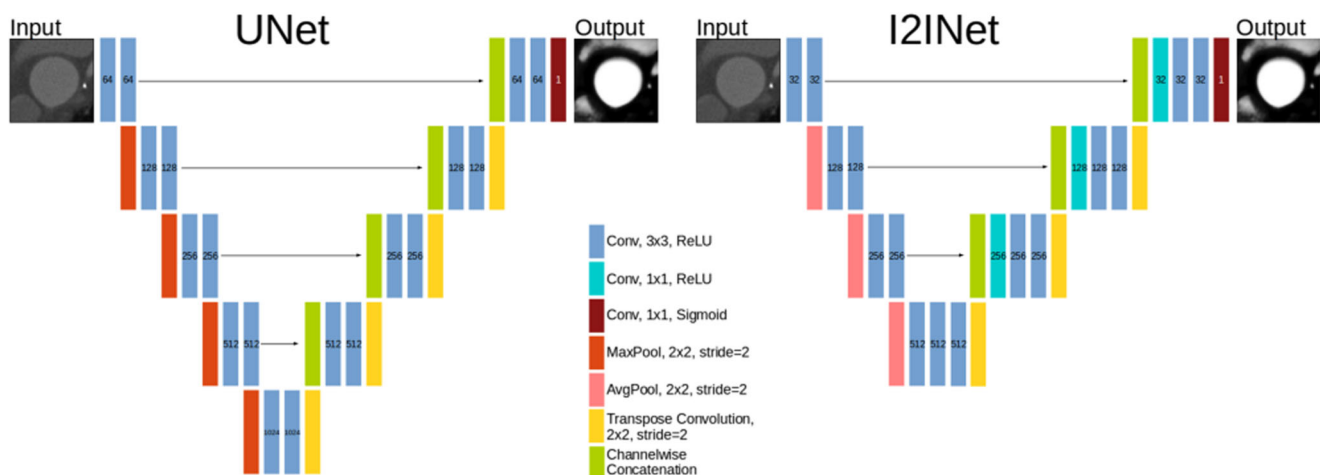 Input
UNet
Output
Input
I2INet
Output
64
64
64
64
1
32
32
32
32
32
1
128
128
128
128
128
128
128
128
128
256
256
256
256
256
256
256
256
256
512
512
512
512
512
512
512
1024
1024
Conv, 3x3, ReLU
Conv, 1x1, ReLU
Conv, 1x1, Sigmoid
MaxPool, 2x2, stride=2
AvgPool, 2x2, stride=2
Transpose Convolution,
2x2, stride=2
Channelwise
Concatenation